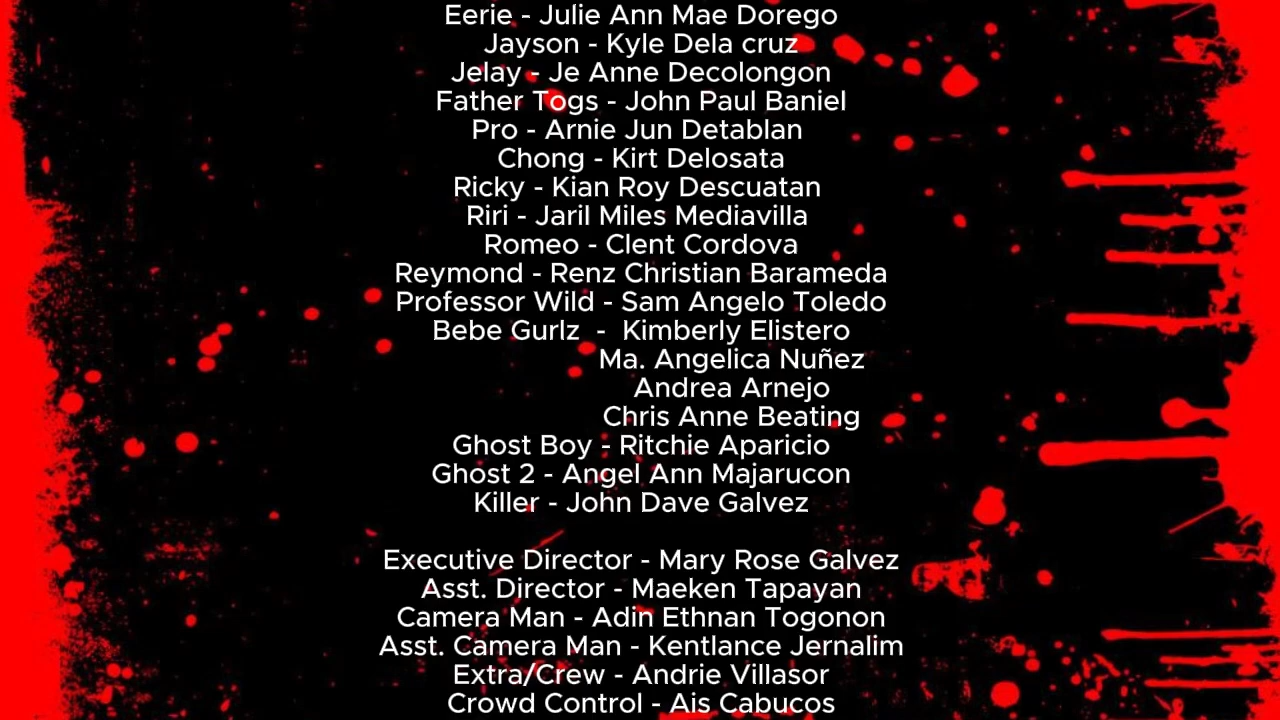 Eerie - Julie Ann Mae Dorego
Jayson - Kyle Dela cruz
Jelay - Je Anne Decolongon
Father Togs - John Paul Baniel
Pro - Arnie Jun Detablan
Chong - Kirt Delosata
Ricky - Kian Roy Descuatan
Riri - Jaril Miles Mediavilla
Romeo - Clent Cordova
Reymond - Renz Christian Barameda
Professor Wild - Sam Angelo Toledo
Bebe Gurlz  -  Kimberly Elistero
Ma. Angelica Nuñez
Andrea Arnejo
Chris Anne Beating
Ghost Boy - Ritchie Aparicio
Ghost 2 - Angel Ann Majarucon
Killer - John Dave Galvez
Executive Director - Mary Rose Galvez
Asst. Director - Maeken Tapayan
Camera Man - Adin Ethnan Togonon
Asst. Camera Man - Kentlance Jernalim
Extra/Crew - Andrie Villasor
Crowd Control - Ais Cabucos